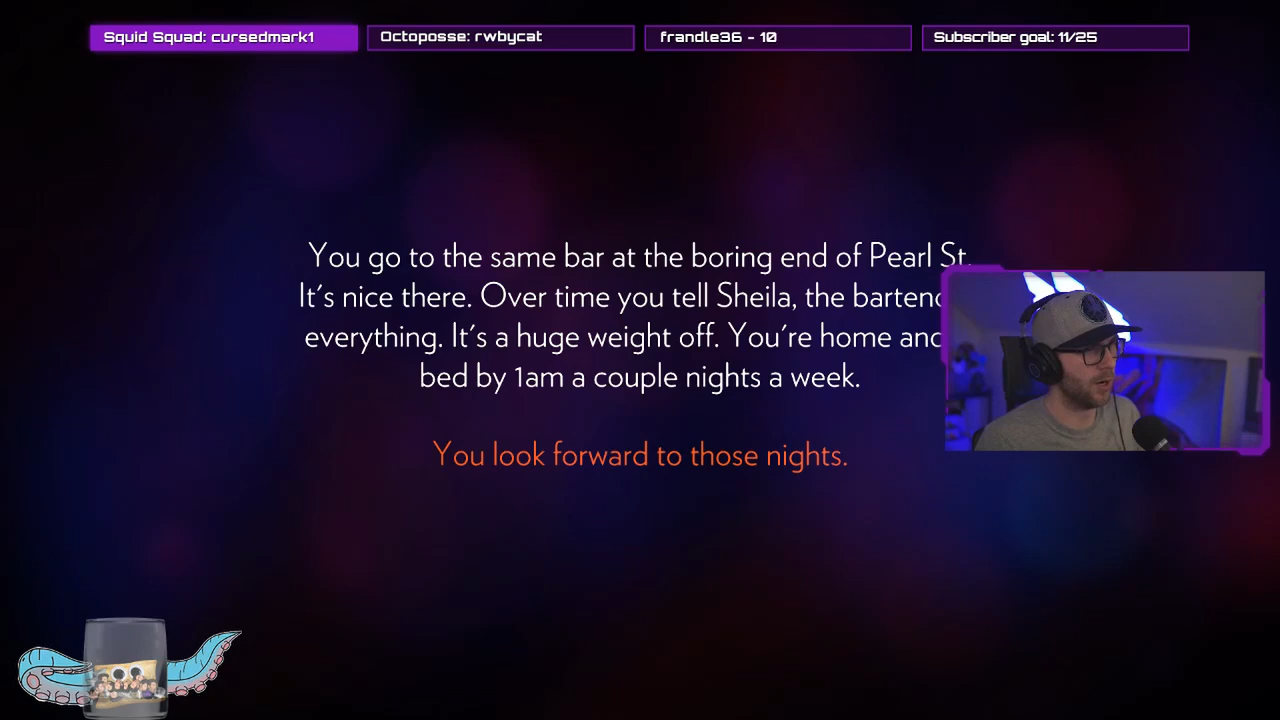 Squid Squad: cursedmark1
Octoposse: rwbycat
frandle36 - 10
Subscriber goal: 11/25
You go to the same bar at the boring end of Pearl St.
It's nice there. Over time you tell Sheila, the
everything. It's a huge weight off. You're home
bed by 1am a couple nights a week.
You look forward to those nights.